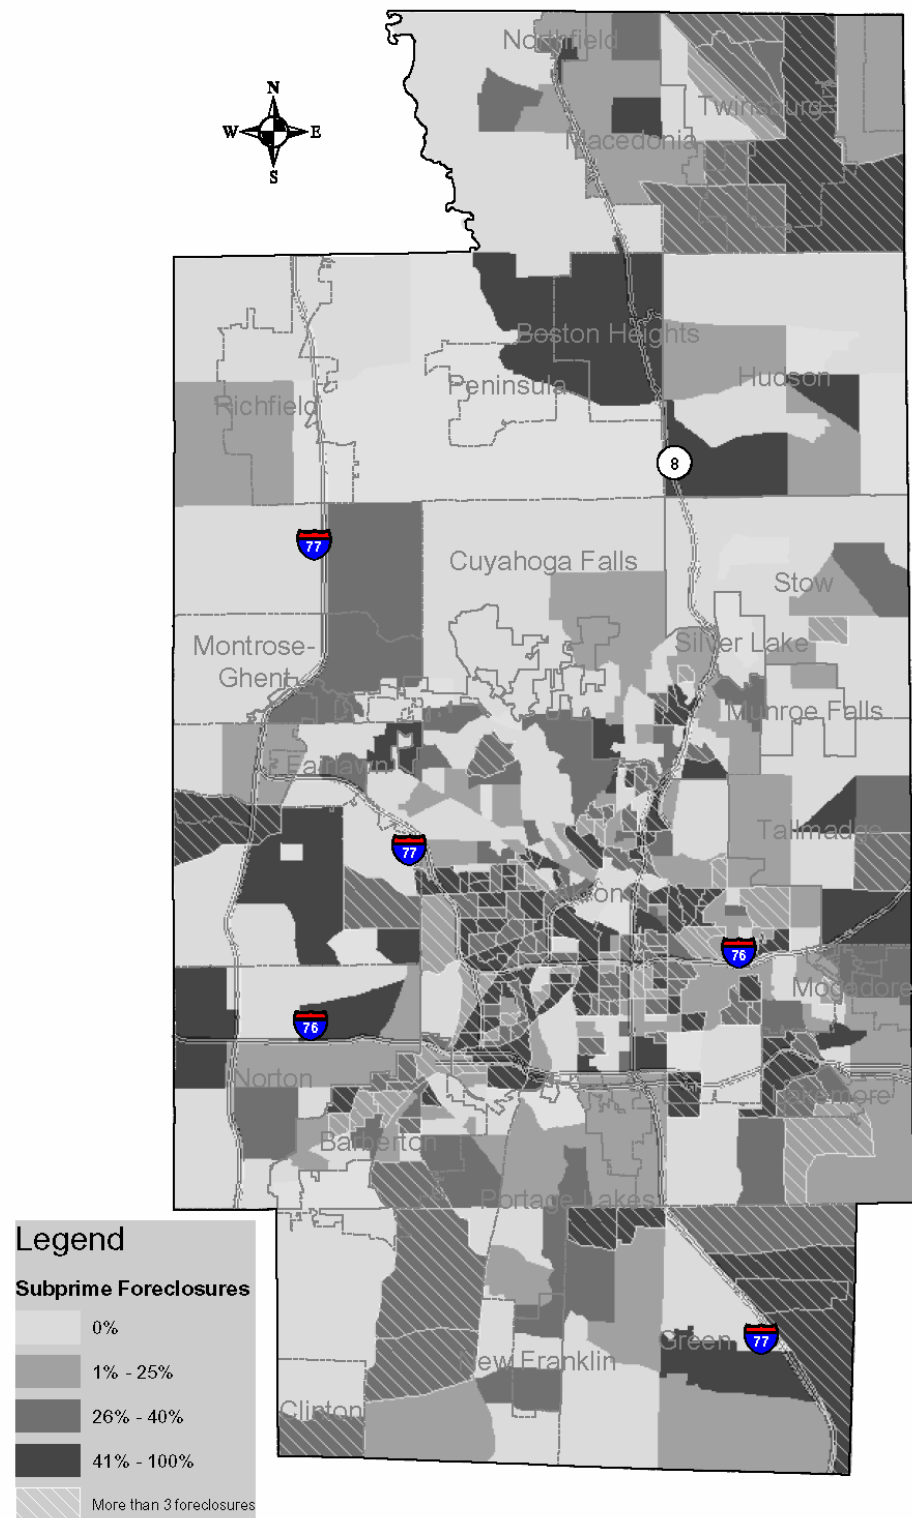 Northfield
N
W E
S
Twinsburg
Macedonia
Boston Heights
Peninsula
Hudson
Richfield
8
77
Cuyahoga Falls
Stow
Montrose-
Ghent
Silver Lake
Munroe Falls
Fairlawn
Tallmadge
77
Akron
76
Mogadore
76
Norton
Lakemore
Barberton
Portage Lakes
Green
77
New Franklin
Clinton
Legend
Subprime Foreclosures
0%
1% - 25%
26% - 40%
41% - 100%
More than 3 foreclosures